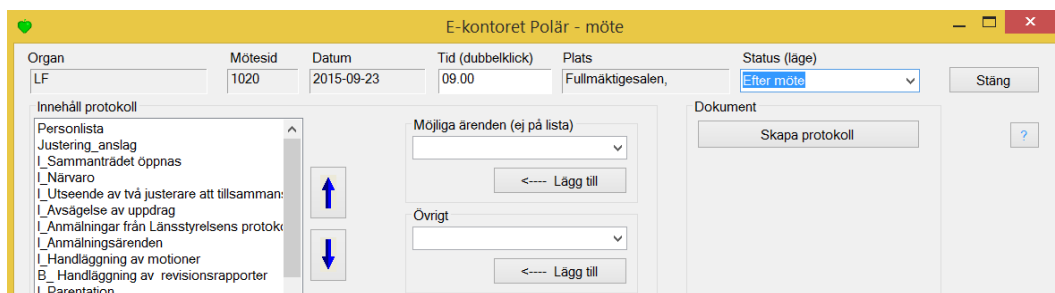 E-kontoret Polär - möte
Organ Mötesid Datum Tid (dubbelklick) Plats Status (läge)
LF 1020 2015-09-23 09.00 Fullmäktigesalen, Efter möte Stäng
Innehåll protokoll Dokument
Personlista
Justering_anslag
I_Sammanträdet öppnas
I_Närvaro
I_Utseende av två justerare att tillsammans
I_Avsägelse av uppdrag
I_Anmälningar från Länsstyrelsens protoko
I_Anmälningsärenden
I_Handläggning av motioner
B_ Handläggning av revisionsrapporter
I_Parentation
Möjliga ärenden (ej på lista)
<---- Lägg till
Övrigt
<---- Lägg till
Skapa protokoll
?